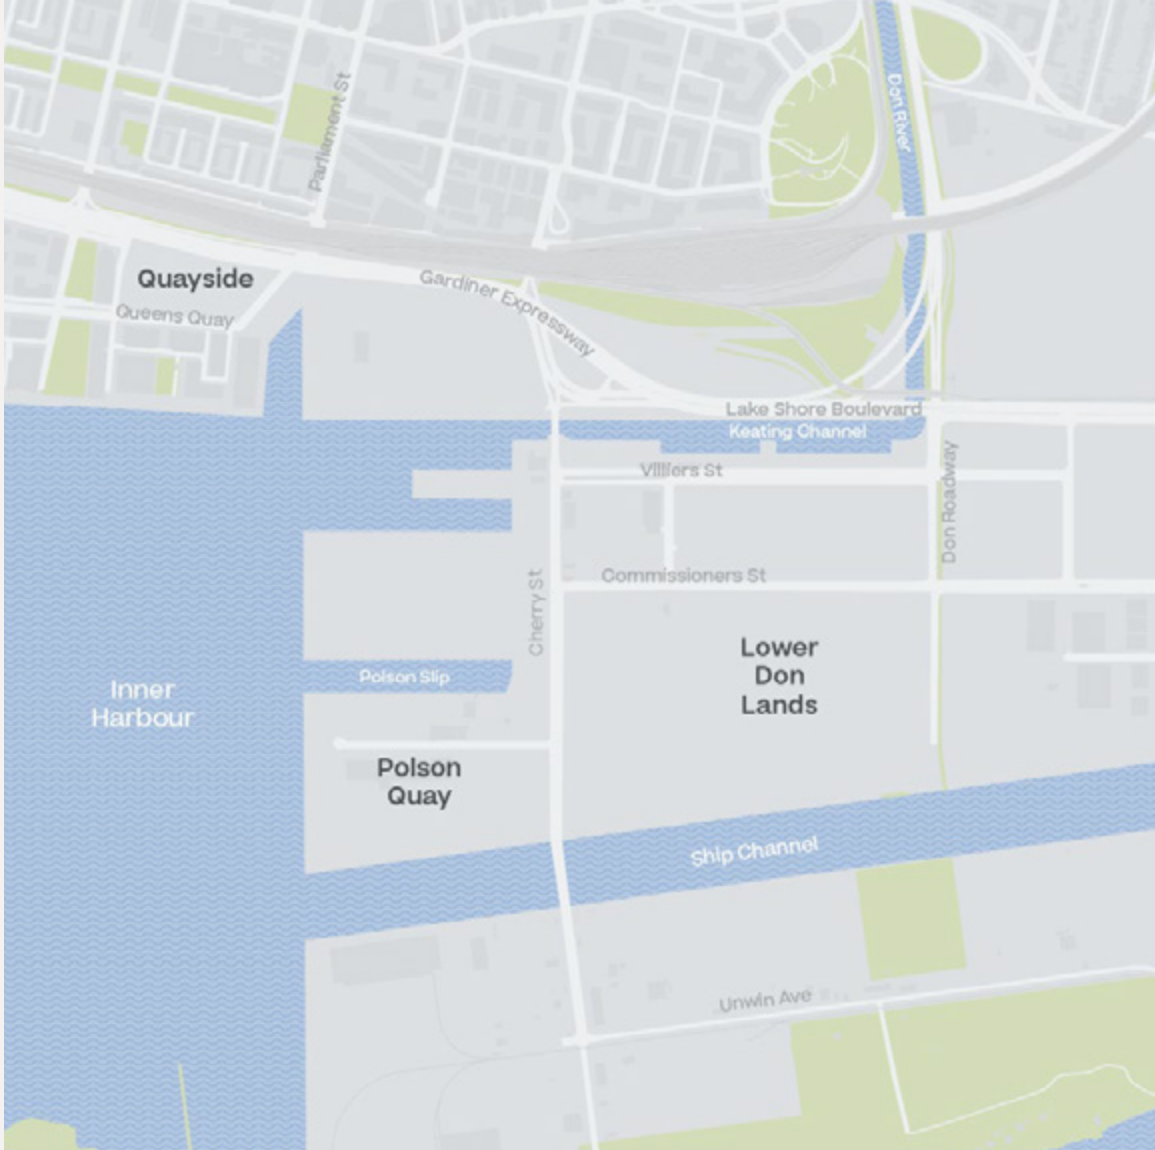 Parliament St
Don River
Quayside
Queens Quay
Gardiner Expressway
Lake Shore Boulevard
Keating Channel
Villiers St
Don Roadway
Commissioners St
Cherry St
Lower
Don
Lands
Polson Slip
Inner
Harbour
Polson
Quay
Ship Channel
Unwin Ave